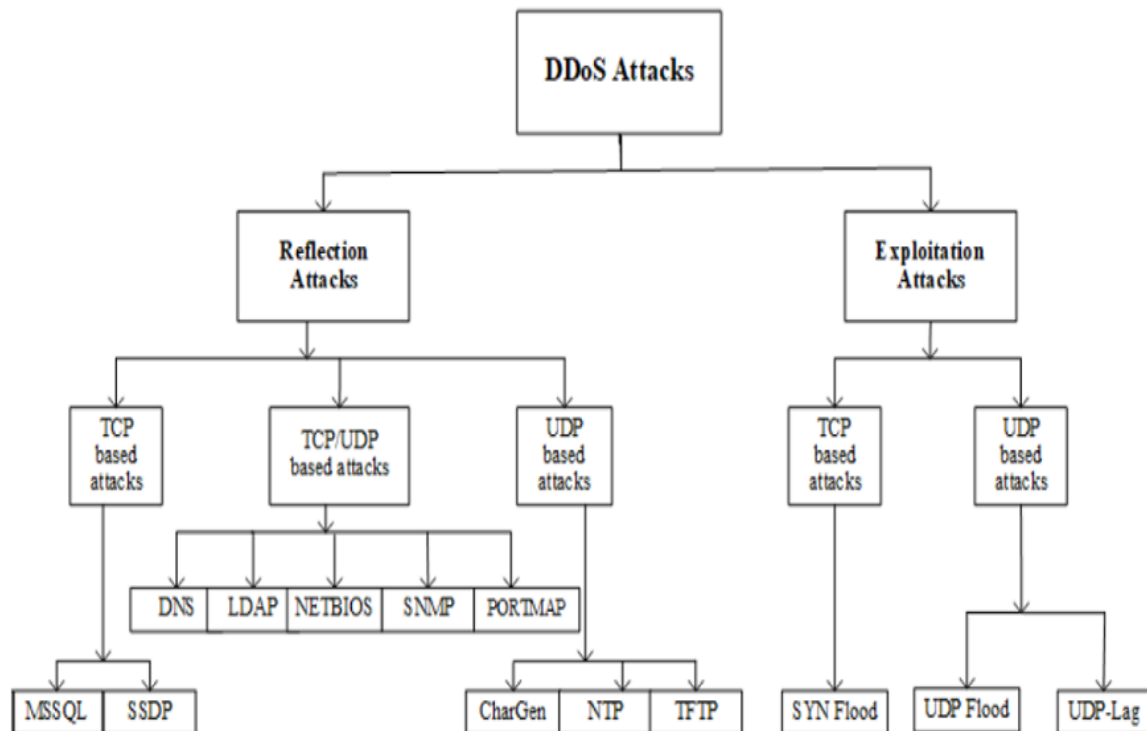 DDoS Attacks
Reflection
Attacks
Exploitation
Attacks
TCP
based
attacks
TCP/UDP
based attacks
UDP
based
attacks
TCP
based
attacks
UDP
based
attacks
DNS
LDAP
NETBIOS
SNMP
PORTMAP
MSSQL
SSDP
CharGen
NTP
TFTP
SYN Flood
UDP Flood
UDP-Lag